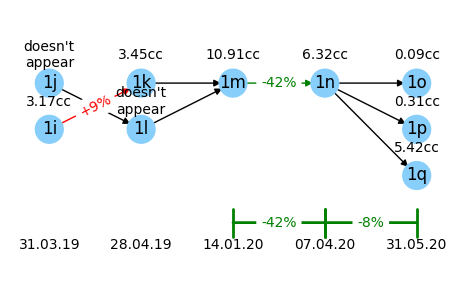 doesn't
appear
3.45cc
10.91cc
6.32cc
0.09cc
1j
1k
1m
-42%
1n
1o
3.17cc
+9%
doesn't
appear
0.31cc
1i
1l
1p
5.42cc
1q
-42%
-8%
31.03.19
28.04.19
14.01.20
07.04.20
31.05.20